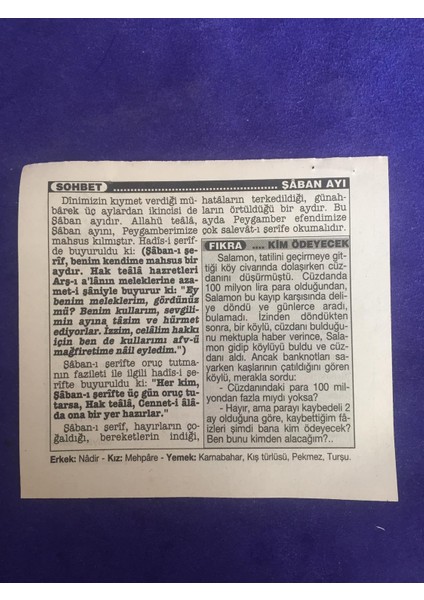 SOHBET ................................................ ŞÂBAN AYI
Dînimizin kıymet verdiği mü-
bârek üç aylardan ikincisi de
Şâban ayıdır. Allahü teâlâ,
Şâban ayını, Peygamberimize
mahsus kılmıştır. Hadîs-i şerif-
de buyuruldu ki: (Şâban-ı şe-
rîf, benim kendime mahsus bir
aydır. Hak teâlâ hazretleri
Arş-ı a'lânın meleklerine aza-
met-i şâniyle buyurur ki: "Ey
benim meleklerim, gördünüz
mü? Benim kullarım, sevgili-
min ayına tâzim ve hürmet
ediyorlar. İzzim, celâlim hakkı
için ben de kullarımı afv-ü
mağfiretime nâil eyledim.")
Şâban-ı şerîfte oruç tutma-
nın fazîleti ile ilgili hadîs-i şe-
rîfte buyuruldu ki: "Her kim,
Şâban-ı şerîfte üç gün oruç tu-
tarsa, Hak teâlâ, Cennet-i âlâ-
da ona bir yer hazırlar."
Şâban-ı şerif, hayırların ço-
ğaldığı, bereketlerin indiği,
hatâların terkedildiği, günah-
ların örtüldüğü bir aydır. Bu
ayda Peygamber efendimize
çok salevât-ı şerîfe okumalıdır.
FIKRA .... KİM ÖDEYECEK
Salamon, tatilini geçirmeye git-
tiği köy civarında dolaşırken cüz-
danını düşürmüştü. Cüzdanda
100 milyon lira para olduğundan,
Salamon bu kayıp karşısında deli-
ye döndü ve günlerce aradı,
bulamadı. İzinden döndükten
sonra, bir köylü, cüzdanı bulduğu-
nu mektupla haber verince, Sala-
mon gidip köylüyü buldu ve cüz-
danı aldı. Ancak banknotları sa-
yarken kaşlarının çatıldığını gören
köylü, merakla sordu:
- Cüzdanındaki para 100 mil-
yondan fazla mıydı yoksa?
- Hayır, ama parayı kaybedeli 2
ay olduğuna göre, kaybettiğim fâ-
izleri şimdi bana kim ödeyecek?
Ben bunu kimden alacağım?..
Erkek: Nâdir - Kız: Mehpâre - Yemek: Karnabahar, Kış türlüsü, Pekmez, Turşu.